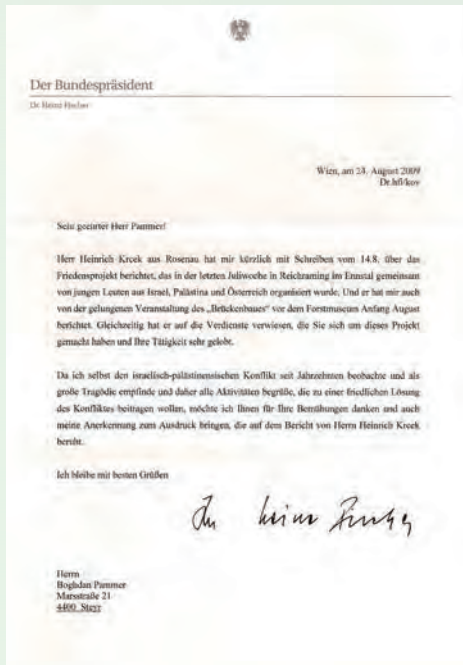 Der Bundespräsident
Dr. Heinz Fischer
Wien, am 24. August 2009
Dr.hfi/kov
Sehr geehrter Herr Pammer!
Herr Heinrich Kroek aus Rosenau hat mir kürzlich mit Schreiben vom 14.8. über das
Friedensprojekt berichtet, das in der letzten Juliwoche in Reichraming im Ennstal gemeinsam
von jungen Leuten aus Israel, Palästina und Österreich organisiert wurde. Und er hat mir auch
von der gelungenen Veranstaltung des „Brückenbaues" vor dem Forstmuseum Anfang August
berichtet. Gleichzeitig hat er auf die Verdienste verwiesen, die Sie sich um dieses Projekt
gemacht haben und Ihre Tätigkeit sehr gelobt.
Da ich selbst den israelisch-palästinensischen Konflikt seit Jahrzehnten beobachte und als
große Tragödie empfinde und daher alle Aktivitäten begrüße, die zu einer friedlichen Lösung
des Konfliktes beitragen wollen, möchte ich Ihnen für Ihre Bemühungen danken und auch
meine Anerkennung zum Ausdruck bringen, die auf dem Bericht von Herrn Heinrich Kroek
beruht.
Ich bleibe mit besten Grüßen
Ihr Heinz Fischer
Herrn
Boghdan Pammer
Marsstraße 21
4400 Steyr